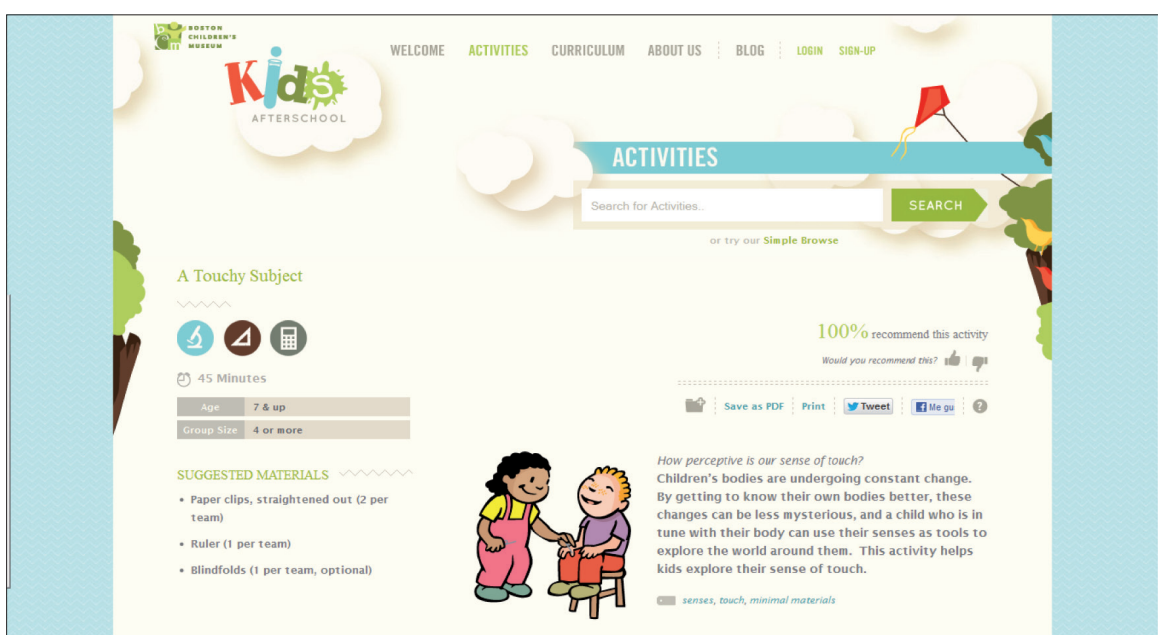 BOSTON
CHILDREN'S
MUSEUM
Kids
AFTERSCHOOL
WELCOME ACTIVITIES CURRICULUM ABOUT US BLOG LOGIN SIGN-UP
ACTIVITIES
Search for Activities.. SEARCH
or try our Simple Browse
A Touchy Subject
100% recommend this activity
Would you recommend this?
45 Minutes
Age 7 & up
Group Size 4 or more
Save as PDF Print Tweet Me gu ?
SUGGESTED MATERIALS
• Paper clips, straightened out (2 per
team)
• Ruler (1 per team)
• Blindfolds (1 per team, optional)
How perceptive is our sense of touch?
Children's bodies are undergoing constant change.
By getting to know their own bodies better, these
changes can be less mysterious, and a child who is in
tune with their body can use their senses as tools to
explore the world around them. This activity helps
kids explore their sense of touch.
senses, touch, minimal materials